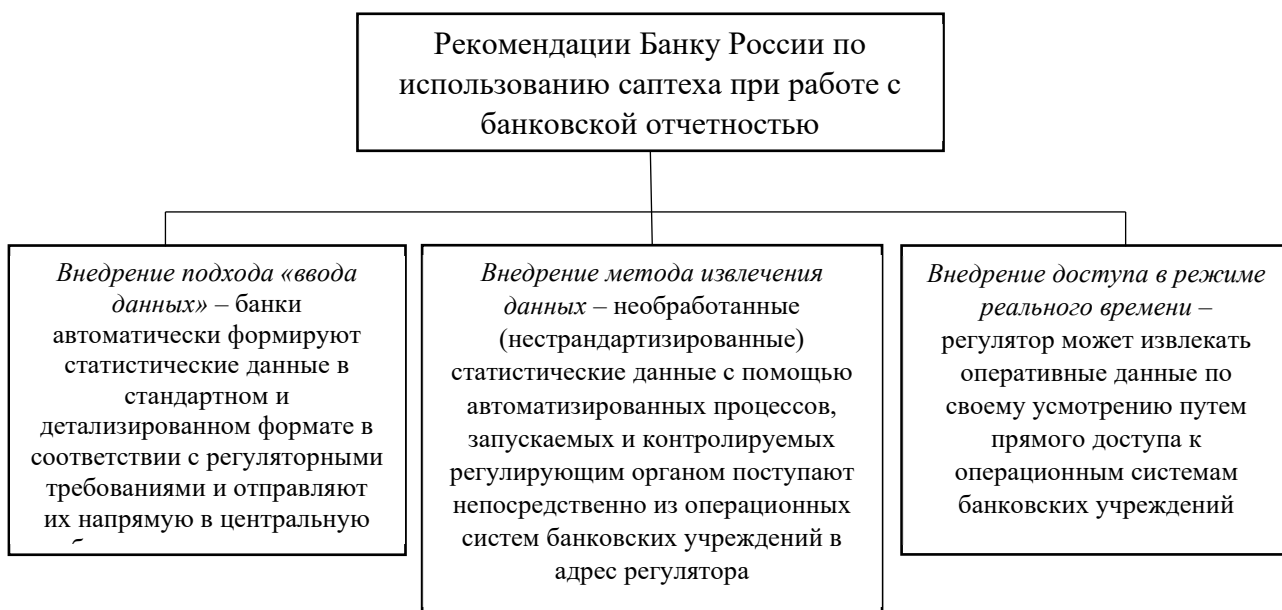 Рекомендации Банку России по
использованию саптеха при работе с
банковской отчетностью
Внедрение подхода «ввода
данных» – банки
автоматически формируют
статистические данные в
стандартном и
детализированном формате в
соответствии с регуляторными
требованиями и отправляют
их напрямую в центральную
Внедрение метода извлечения
данных – необработанные
(нестрандартизированные)
статистические данные с помощью
автоматизированных процессов,
запускаемых и контролируемых
регулирующим органом поступают
непосредственно из операционных
систем банковских учреждений в
адрес регулятора
Внедрение доступа в режиме
реального времени –
регулятор может извлекать
оперативные данные по
своему усмотрению путем
прямого доступа к
операционным системам
банковских учреждений